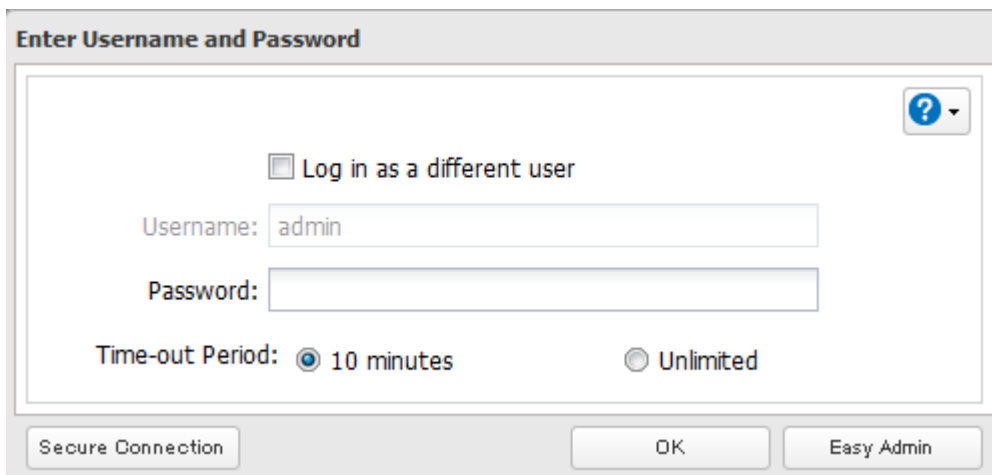 Enter Username and Password
?
Log in as a different user
Username: admin
Password:
Time-out Period: 10 minutes Unlimited
Secure Connection OK Easy Admin